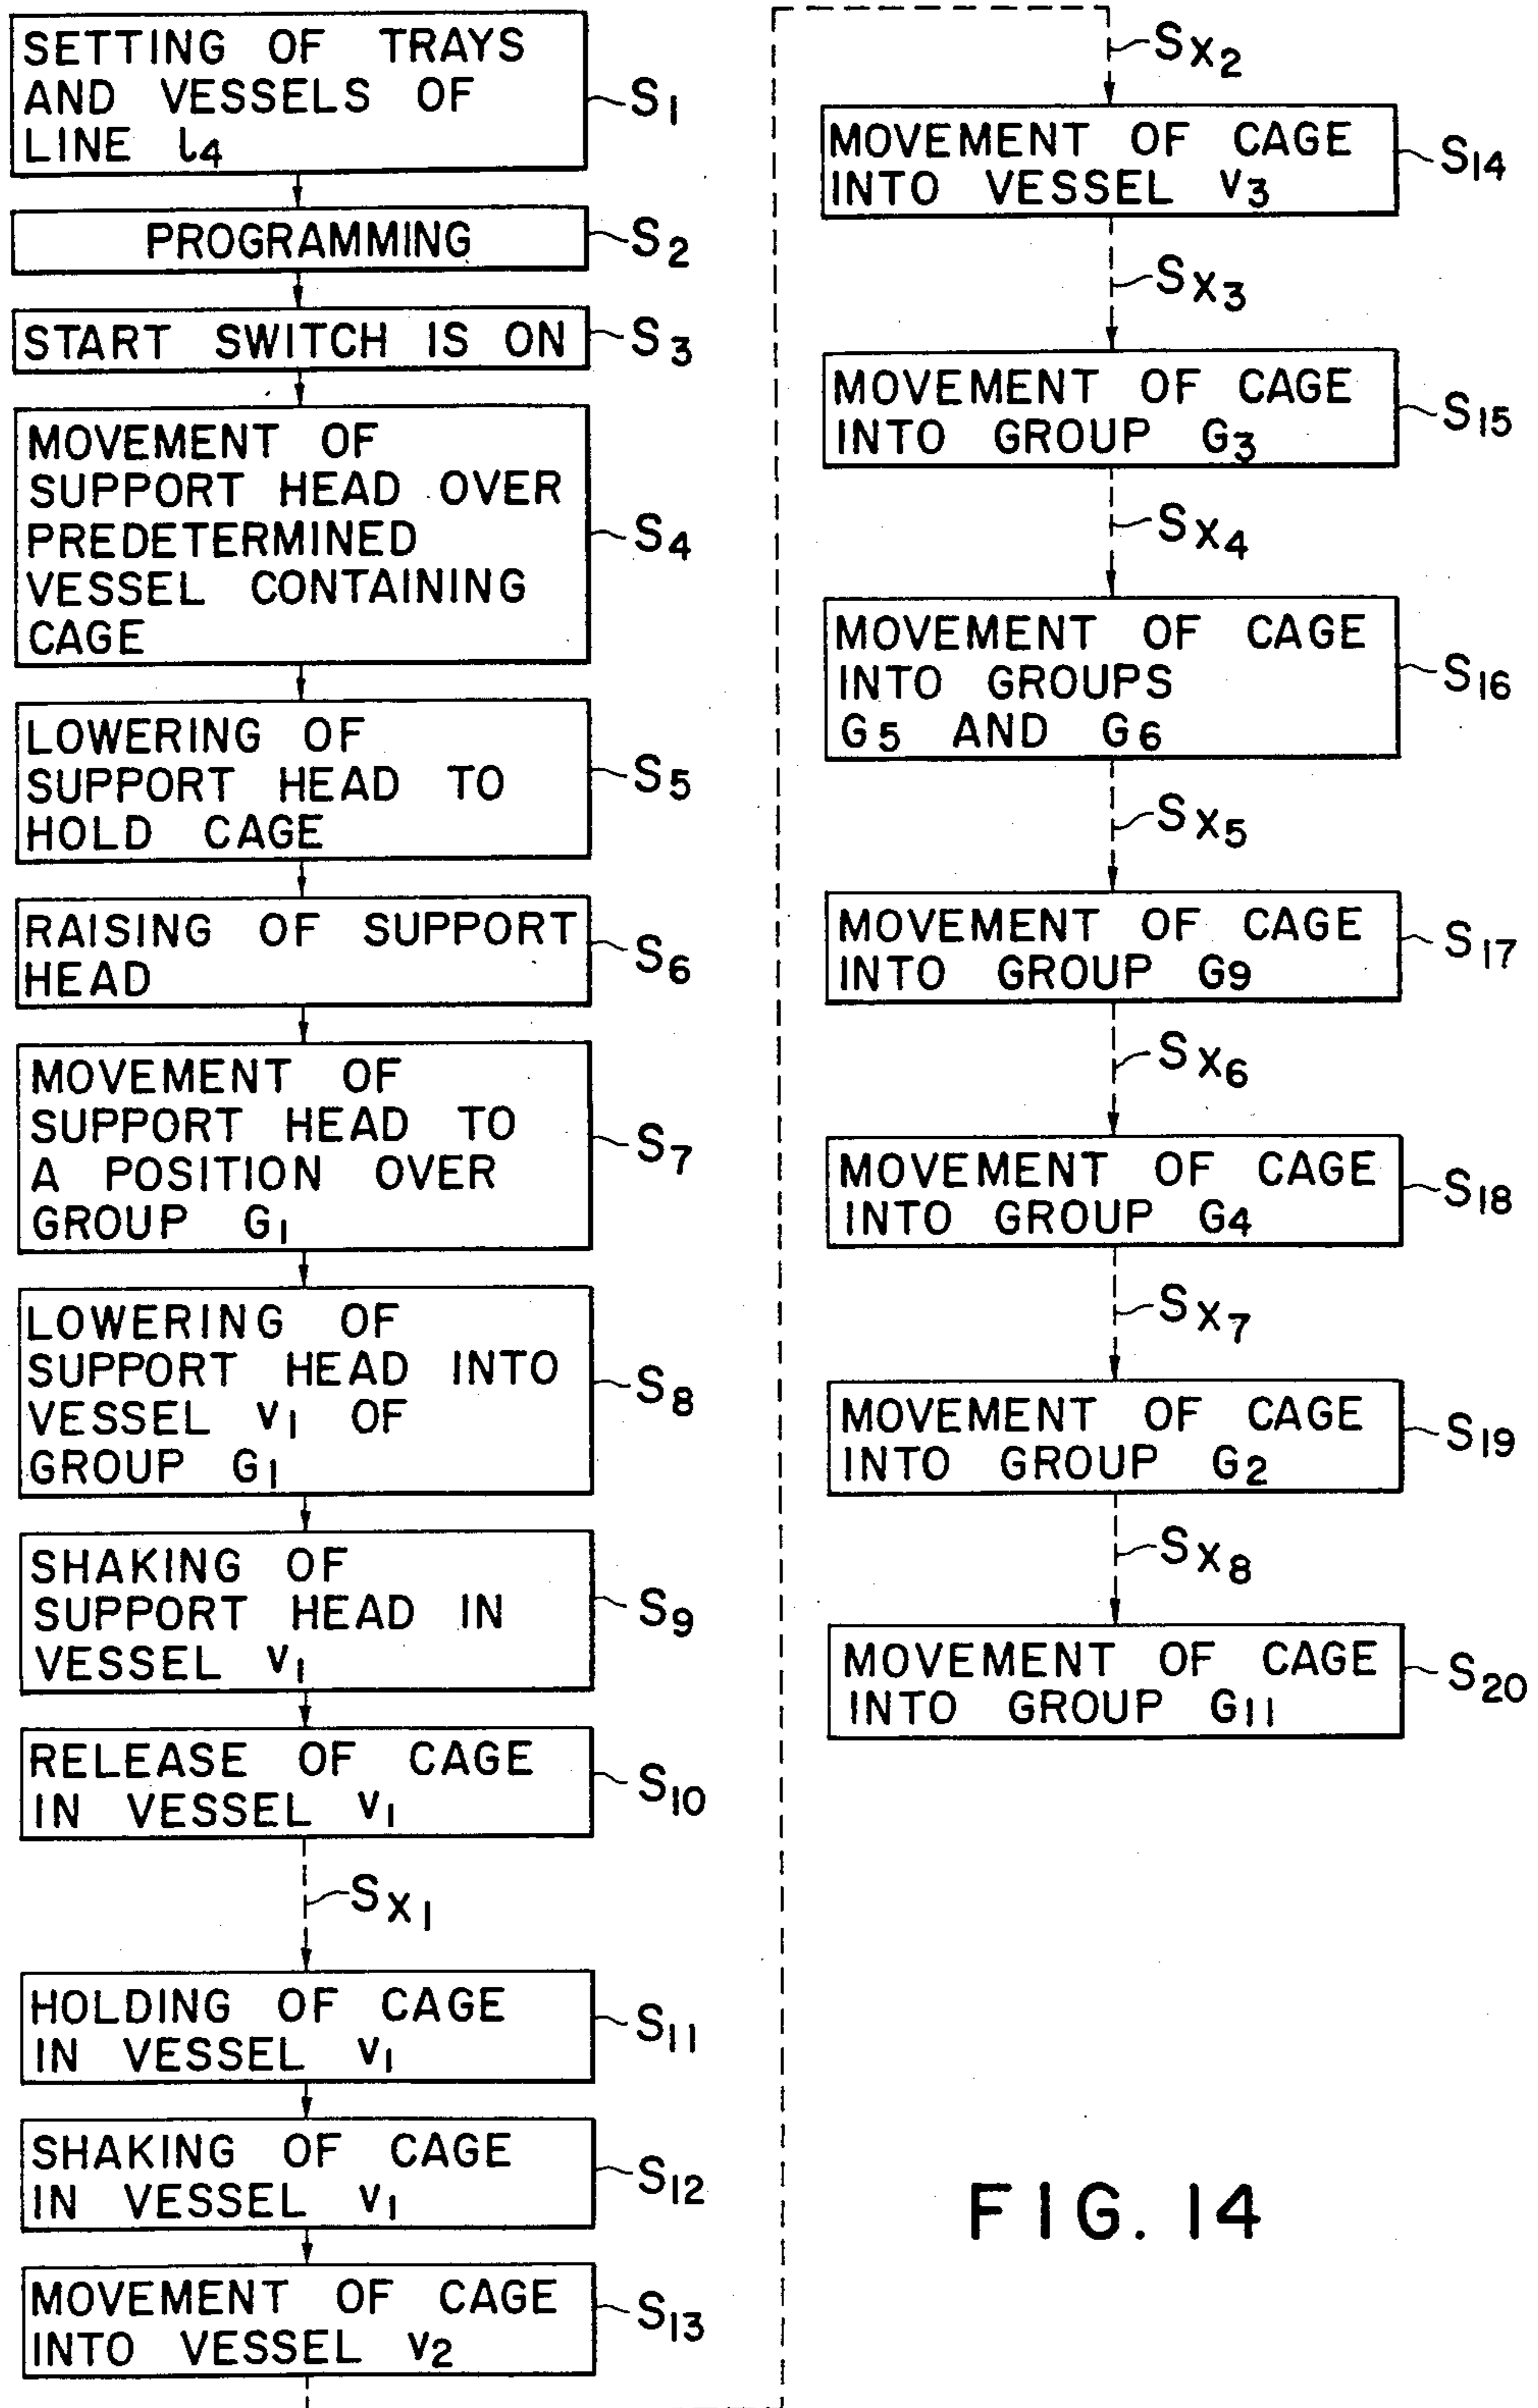 SETTING OF TRAYS
AND VESSELS OF
LINE l4
S1
PROGRAMMING
S2
START SWITCH IS ON
S3
MOVEMENT OF
SUPPORT HEAD OVER
PREDETERMINED
VESSEL CONTAINING
CAGE
S4
LOWERING OF
SUPPORT HEAD TO
HOLD CAGE
S5
RAISING OF SUPPORT
HEAD
S6
MOVEMENT OF
SUPPORT HEAD TO
A POSITION OVER
GROUP G1
S7
LOWERING OF
SUPPORT HEAD INTO
VESSEL V1 OF
GROUP G1
S8
SHAKING OF
SUPPORT HEAD IN
VESSEL V1
S9
RELEASE OF CAGE
IN VESSEL V1
S10
SX1
HOLDING OF CAGE
IN VESSEL V1
S11
SHAKING OF CAGE
IN VESSEL V1
S12
MOVEMENT OF CAGE
INTO VESSEL V2
S13
SX2
MOVEMENT OF CAGE
INTO VESSEL V3
S14
SX3
MOVEMENT OF CAGE
INTO GROUP G3
S15
SX4
MOVEMENT OF CAGE
INTO GROUPS
G5 AND G6
S16
SX5
MOVEMENT OF CAGE
INTO GROUP G9
S17
SX6
MOVEMENT OF CAGE
INTO GROUP G4
S18
SX7
MOVEMENT OF CAGE
INTO GROUP G2
S19
SX8
MOVEMENT OF CAGE
INTO GROUP G11
S20
FIG. 14